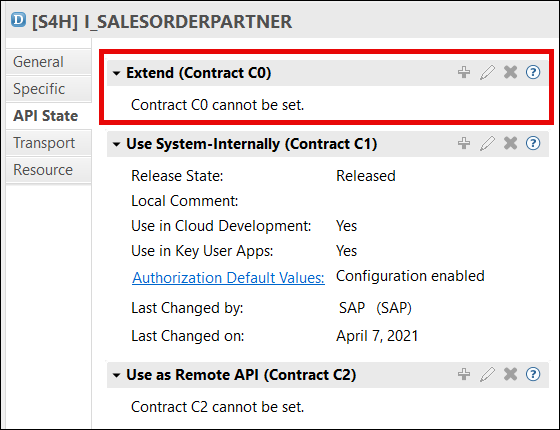 [S4H] I_SALESORDERPARTNER
General
Specific
API State
Transport
Resource
Extend (Contract C0)
Contract C0 cannot be set.
Use System-Internally (Contract C1)
Release State: Released
Local Comment:
Use in Cloud Development: Yes
Use in Key User Apps: Yes
Authorization Default Values: Configuration enabled
Last Changed by: SAP (SAP)
Last Changed on: April 7, 2021
Use as Remote API (Contract C2)
Contract C2 cannot be set.